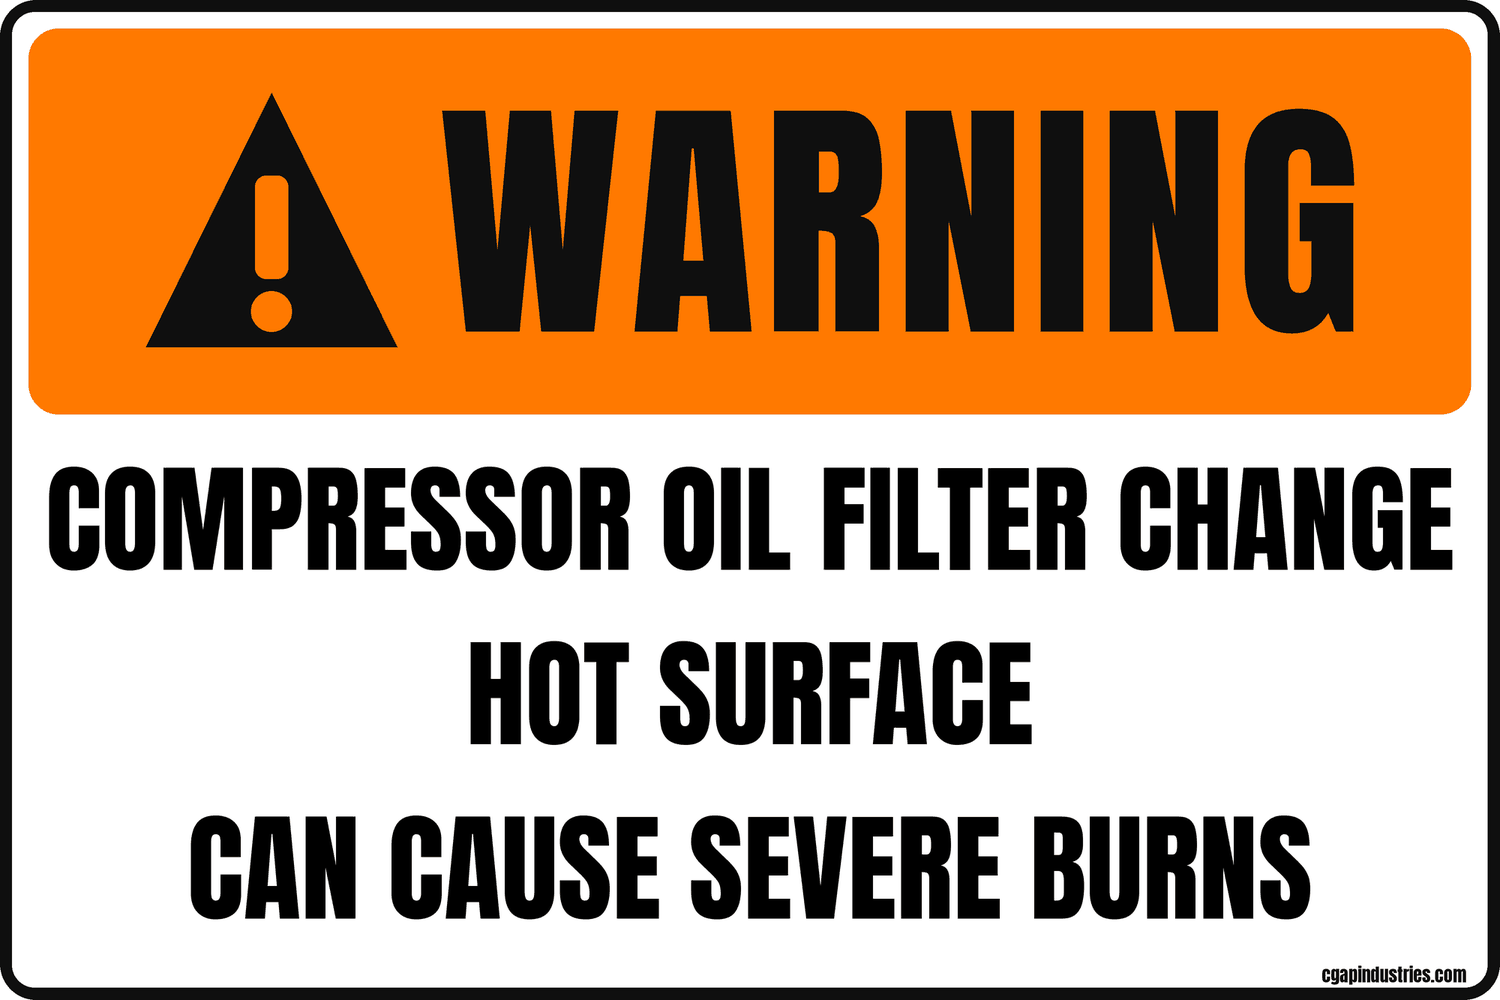 WARNING
COMPRESSOR OIL FILTER CHANGE
HOT SURFACE
CAN CAUSE SEVERE BURNS
cgapindustries.com